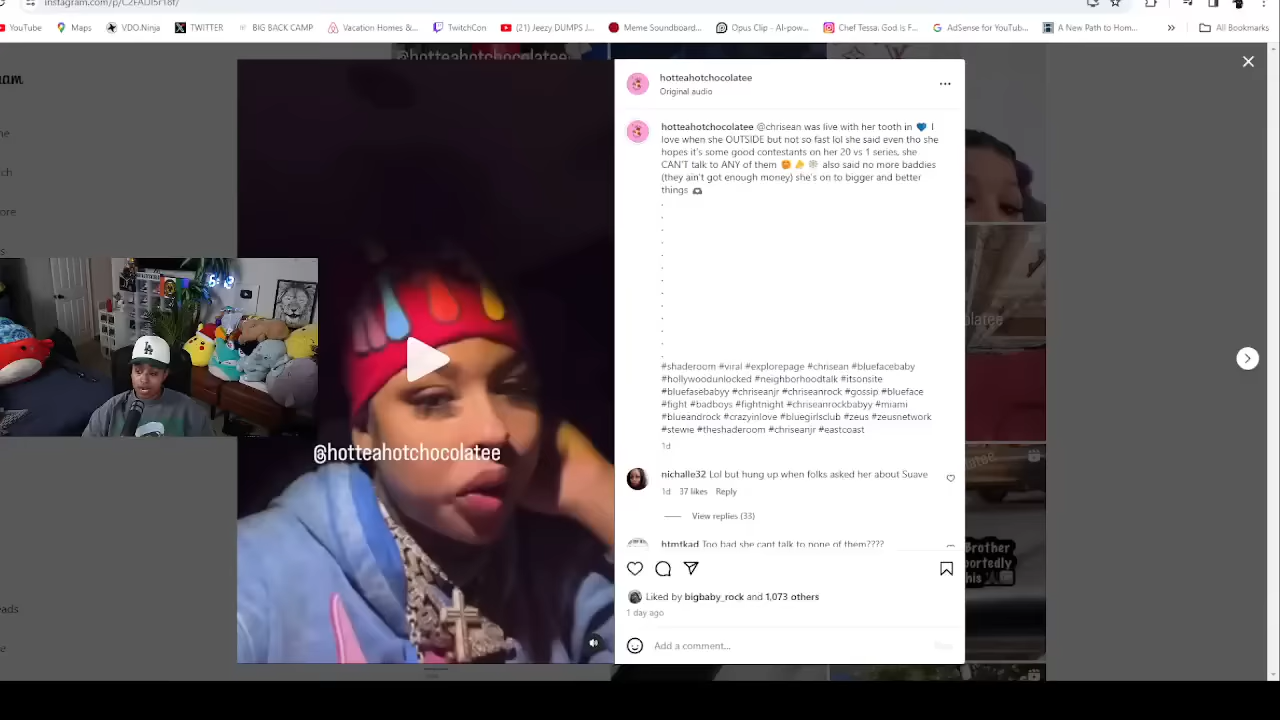 instagram.com/p/
YouTube
Maps
VDO.Ninja
TWITTER
BIG BACK CAMP
Vacation Homes &...
TwitchCon
(21) Jeezy DUMPS J...
Meme Soundboard...
Opus Clip - AI-pow...
Chef Tessa. God Is F...
AdSense for YouTub...
A New Path to Home...
All Bookmarks
@hotteahotchocolatee
hotteahotchocolatee
Original audio
hotteahotchocolatee @chrisean was live with her tooth in 💙 I
love when she OUTSIDE but not so fast lol she said even tho she
hopes it's some good contestants on her 20 vs 1 series, she
CAN'T talk to ANY of them also said no more baddies
(they ain't got enough money) she's on to bigger and better
things
.
.
.
.
.
.
.
.
.
.
.
.
.
#shaderoom #viral #explorepage #chrisean #bluefacebaby
#hollywoodunlocked #neighborhoodtalk #itsonsite
#bluefasebabyy #chriseanjr #chriseanrock #gossip #blueface
#fight #badboys #fightnight #chriseanrockbabyy #miami
#blueandrock #crazyinlove #bluegirlsclub #zeus #zeusnetwork
#stewie #theshaderoom #chriseanjr #eastcoast
1d
nichalle32 Lol but hung up when folks asked her about Suave
1d 37 likes Reply
View replies (33)
htmtkad Too bad she cant talk to none of them????
Liked by bigbaby_rock and 1,073 others
1 day ago
Add a comment...
@hotteahotchocolatee
latee
Brother
portedly
his